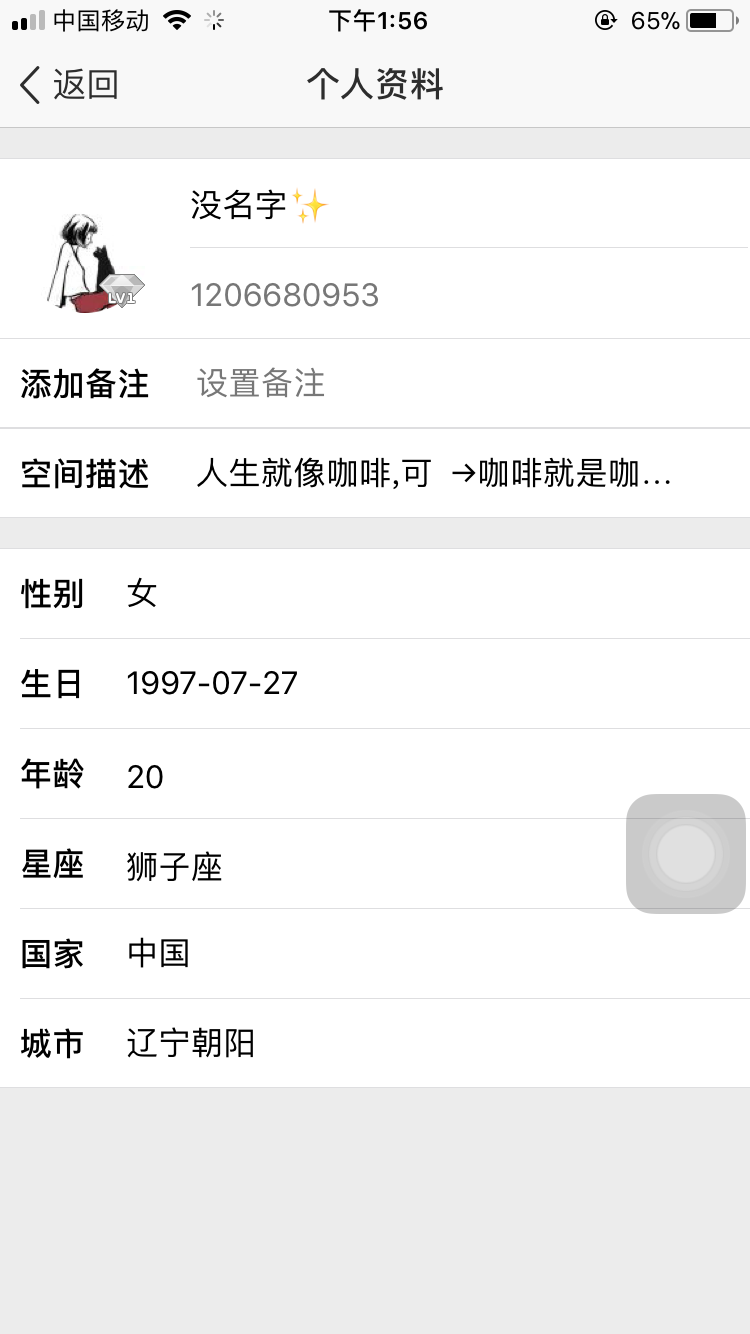 中国移动 下午1:56 65%
返回 个人资料
没名字✨
LV1
1206680953
添加备注 设置备注
空间描述 人生就像咖啡,可 →咖啡就是咖...
性别 女
生日 1997-07-27
年龄 20
星座 狮子座
国家 中国
城市 辽宁朝阳